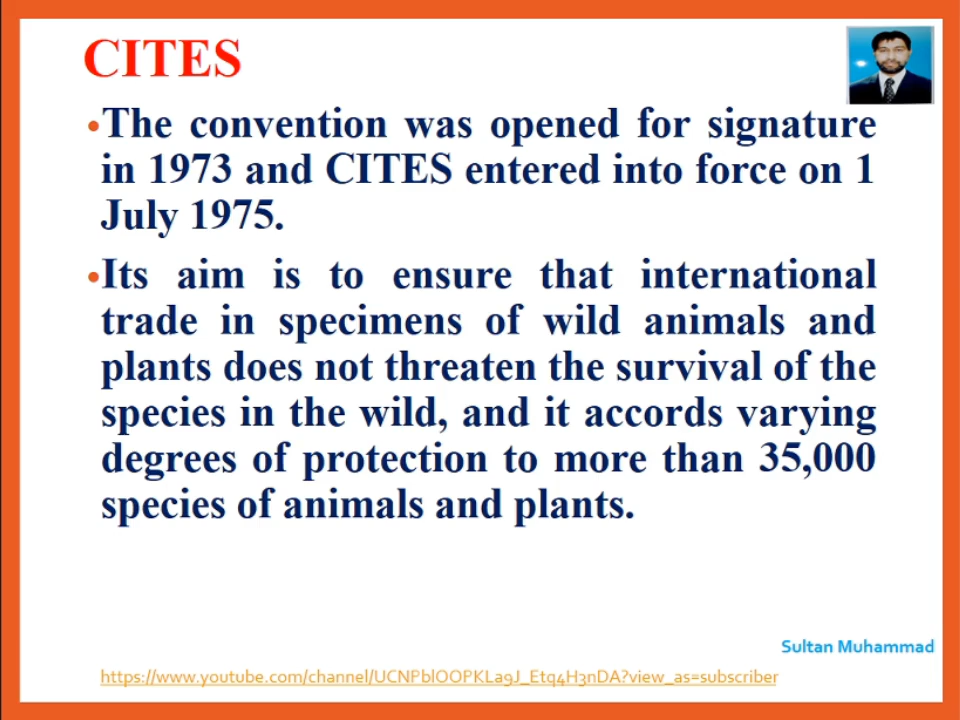 CITES
•The convention was opened for signature
in 1973 and CITES entered into force on 1
July 1975.
•Its aim is to ensure that international
trade in specimens of wild animals and
plants does not threaten the survival of the
species in the wild, and it accords varying
degrees of protection to more than 35,000
species of animals and plants.
Sultan Muhammad
https://www.youtube.com/channel/UCNPblOOPKLa9J_Etq4H3nDA?view_as=subscriber